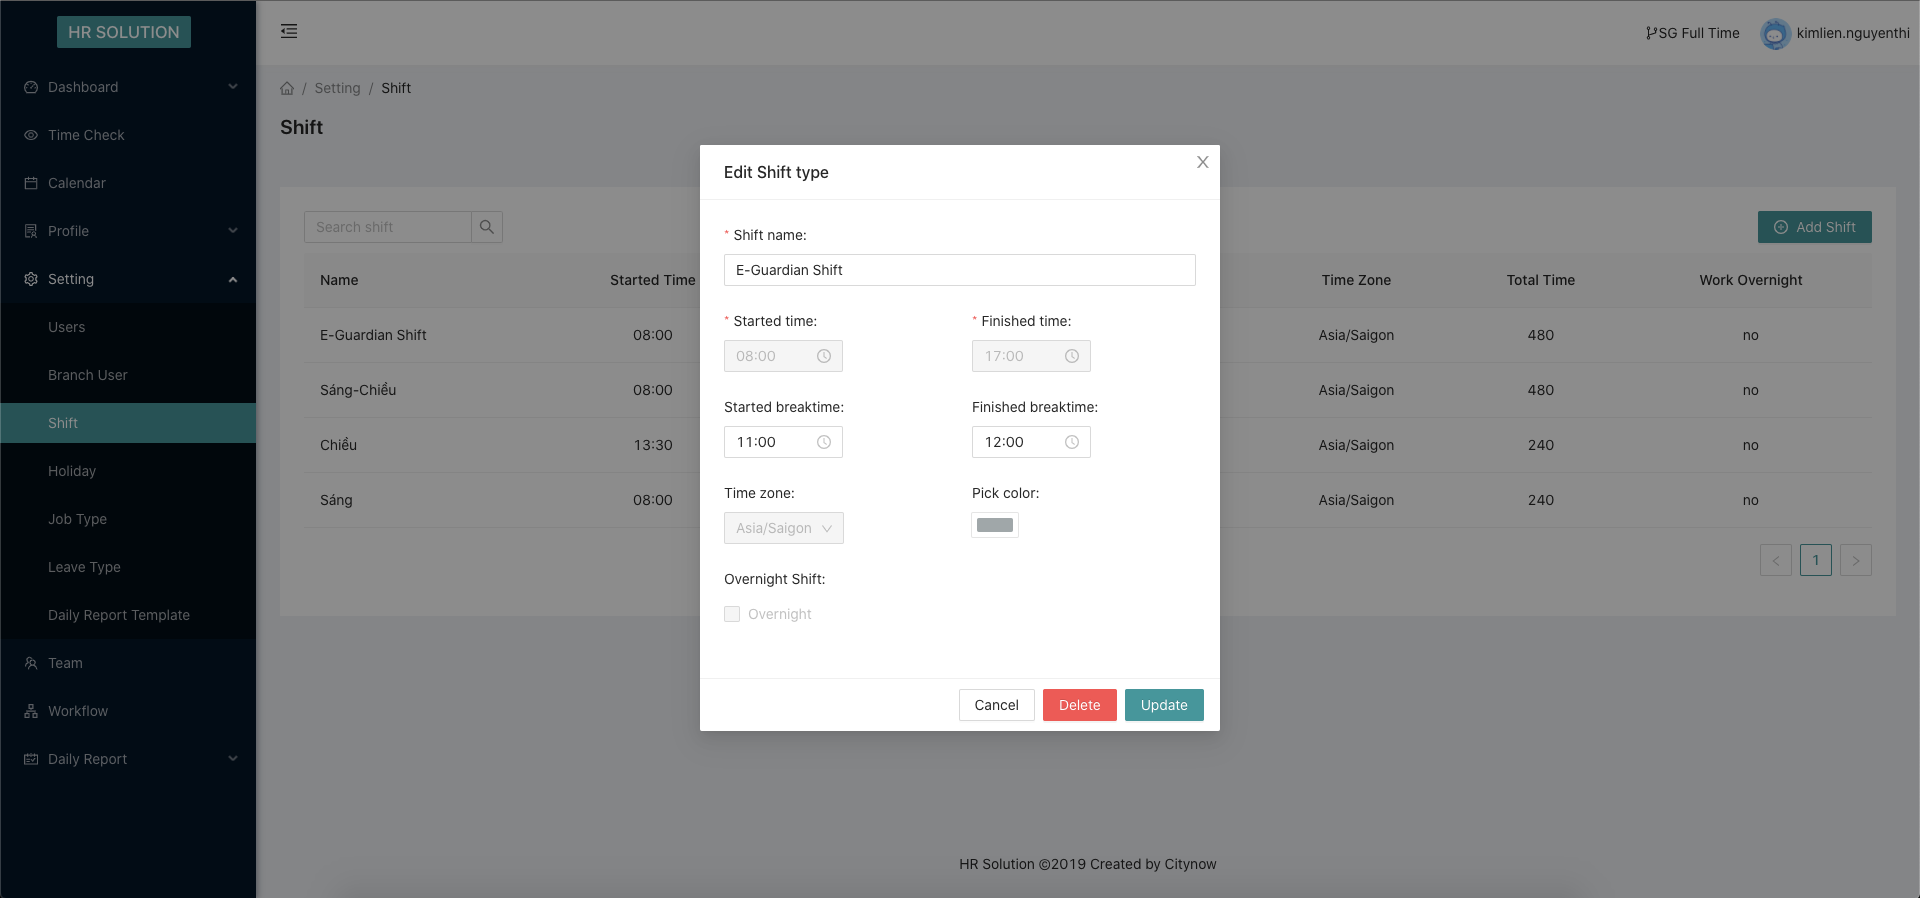 HR SOLUTION
SG Full Time
kimlien.nguyenthi
Dashboard
Time Check
Calendar
Profile
Setting
Users
Branch User
Shift
Holiday
Job Type
Leave Type
Daily Report Template
Team
Workflow
Daily Report
/ Setting / Shift
Shift
Search shift
Add Shift
Name Started Time Time Zone Total Time Work Overnight
E-Guardian Shift 08:00 Asia/Saigon 480 no
Sáng-Chiều 08:00 Asia/Saigon 480 no
Chiều 13:30 Asia/Saigon 240 no
Sáng 08:00 Asia/Saigon 240 no
< 1 >
Edit Shift type
* Shift name:
E-Guardian Shift
* Started time: * Finished time:
08:00 17:00
Started breaktime: Finished breaktime:
11:00 12:00
Time zone: Pick color:
Asia/Saigon
Overnight Shift:
Overnight
Cancel Delete Update
HR Solution ©2019 Created by Citynow